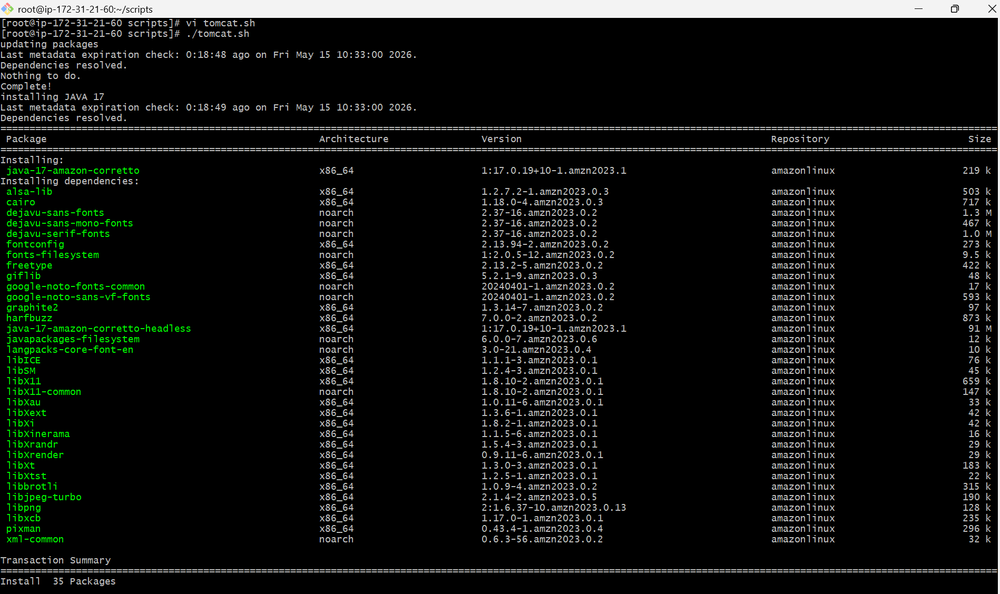 root@ip-172-31-21-60:~/scripts
[root@ip-172-31-21-60 scripts]# vi tomcat.sh
[root@ip-172-31-21-60 scripts]# ./tomcat.sh
updating packages
Last metadata expiration check: 0:18:48 ago on Fri May 15 10:33:00 2026.
Dependencies resolved.
Nothing to do.
Complete!
installing JAVA 17
Last metadata expiration check: 0:18:49 ago on Fri May 15 10:33:00 2026.
Dependencies resolved.
Package Architecture Version Repository Size
Installing:
java-17-amazon-corretto x86_64 1:17.0.19+10-1.amzn2023.1 amazonlinux 219 k
Installing dependencies:
alsa-lib x86_64 1.2.7.2-1.amzn2023.0.3 amazonlinux 503 k
cairo x86_64 1.18.0-4.amzn2023.0.3 amazonlinux 717 k
dejavu-sans-fonts noarch 2.37-16.amzn2023.0.2 amazonlinux 1.3 M
dejavu-sans-mono-fonts noarch 2.37-16.amzn2023.0.2 amazonlinux 467 k
dejavu-serif-fonts noarch 2.37-16.amzn2023.0.2 amazonlinux 1.0 M
fontconfig x86_64 2.13.94-2.amzn2023.0.2 amazonlinux 273 k
fonts-filesystem noarch 1:2.0.5-12.amzn2023.0.2 amazonlinux 9.5 k
freetype x86_64 2.13.2-5.amzn2023.0.2 amazonlinux 422 k
giflib x86_64 5.2.1-9.amzn2023.0.3 amazonlinux 48 k
google-noto-fonts-common noarch 20240401-1.amzn2023.0.2 amazonlinux 17 k
google-noto-sans-vf-fonts noarch 20240401-1.amzn2023.0.2 amazonlinux 593 k
graphite2 x86_64 1.3.14-7.amzn2023.0.2 amazonlinux 97 k
harfbuzz x86_64 7.0.0-2.amzn2023.0.2 amazonlinux 873 k
java-17-amazon-corretto-headless x86_64 1:17.0.19+10-1.amzn2023.1 amazonlinux 91 M
javapackages-filesystem noarch 6.0.0-7.amzn2023.0.6 amazonlinux 12 k
langpacks-core-font-en noarch 3.0-21.amzn2023.0.4 amazonlinux 10 k
libICE x86_64 1.1.1-3.amzn2023.0.1 amazonlinux 76 k
libSM x86_64 1.2.4-3.amzn2023.0.1 amazonlinux 45 k
libX11 x86_64 1.8.10-2.amzn2023.0.1 amazonlinux 659 k
libX11-common noarch 1.8.10-2.amzn2023.0.1 amazonlinux 147 k
libXau x86_64 1.0.11-6.amzn2023.0.1 amazonlinux 33 k
libXext x86_64 1.3.6-1.amzn2023.0.1 amazonlinux 42 k
libXi x86_64 1.8.2-1.amzn2023.0.1 amazonlinux 42 k
libXinerama x86_64 1.1.5-6.amzn2023.0.1 amazonlinux 16 k
libXrandr x86_64 1.5.4-3.amzn2023.0.1 amazonlinux 29 k
libXrender x86_64 0.9.11-6.amzn2023.0.1 amazonlinux 29 k
libXt x86_64 1.3.0-3.amzn2023.0.1 amazonlinux 183 k
libXtst x86_64 1.2.5-1.amzn2023.0.1 amazonlinux 22 k
libbrotli x86_64 1.0.9-4.amzn2023.0.2 amazonlinux 315 k
libjpeg-turbo x86_64 2.1.4-2.amzn2023.0.5 amazonlinux 190 k
libpng x86_64 2:1.6.37-10.amzn2023.0.13 amazonlinux 128 k
libxcb x86_64 1.17.0-1.amzn2023.0.1 amazonlinux 235 k
pixman x86_64 0.43.4-1.amzn2023.0.4 amazonlinux 296 k
xml-common noarch 0.6.3-56.amzn2023.0.2 amazonlinux 32 k
Transaction Summary
Install 35 Packages